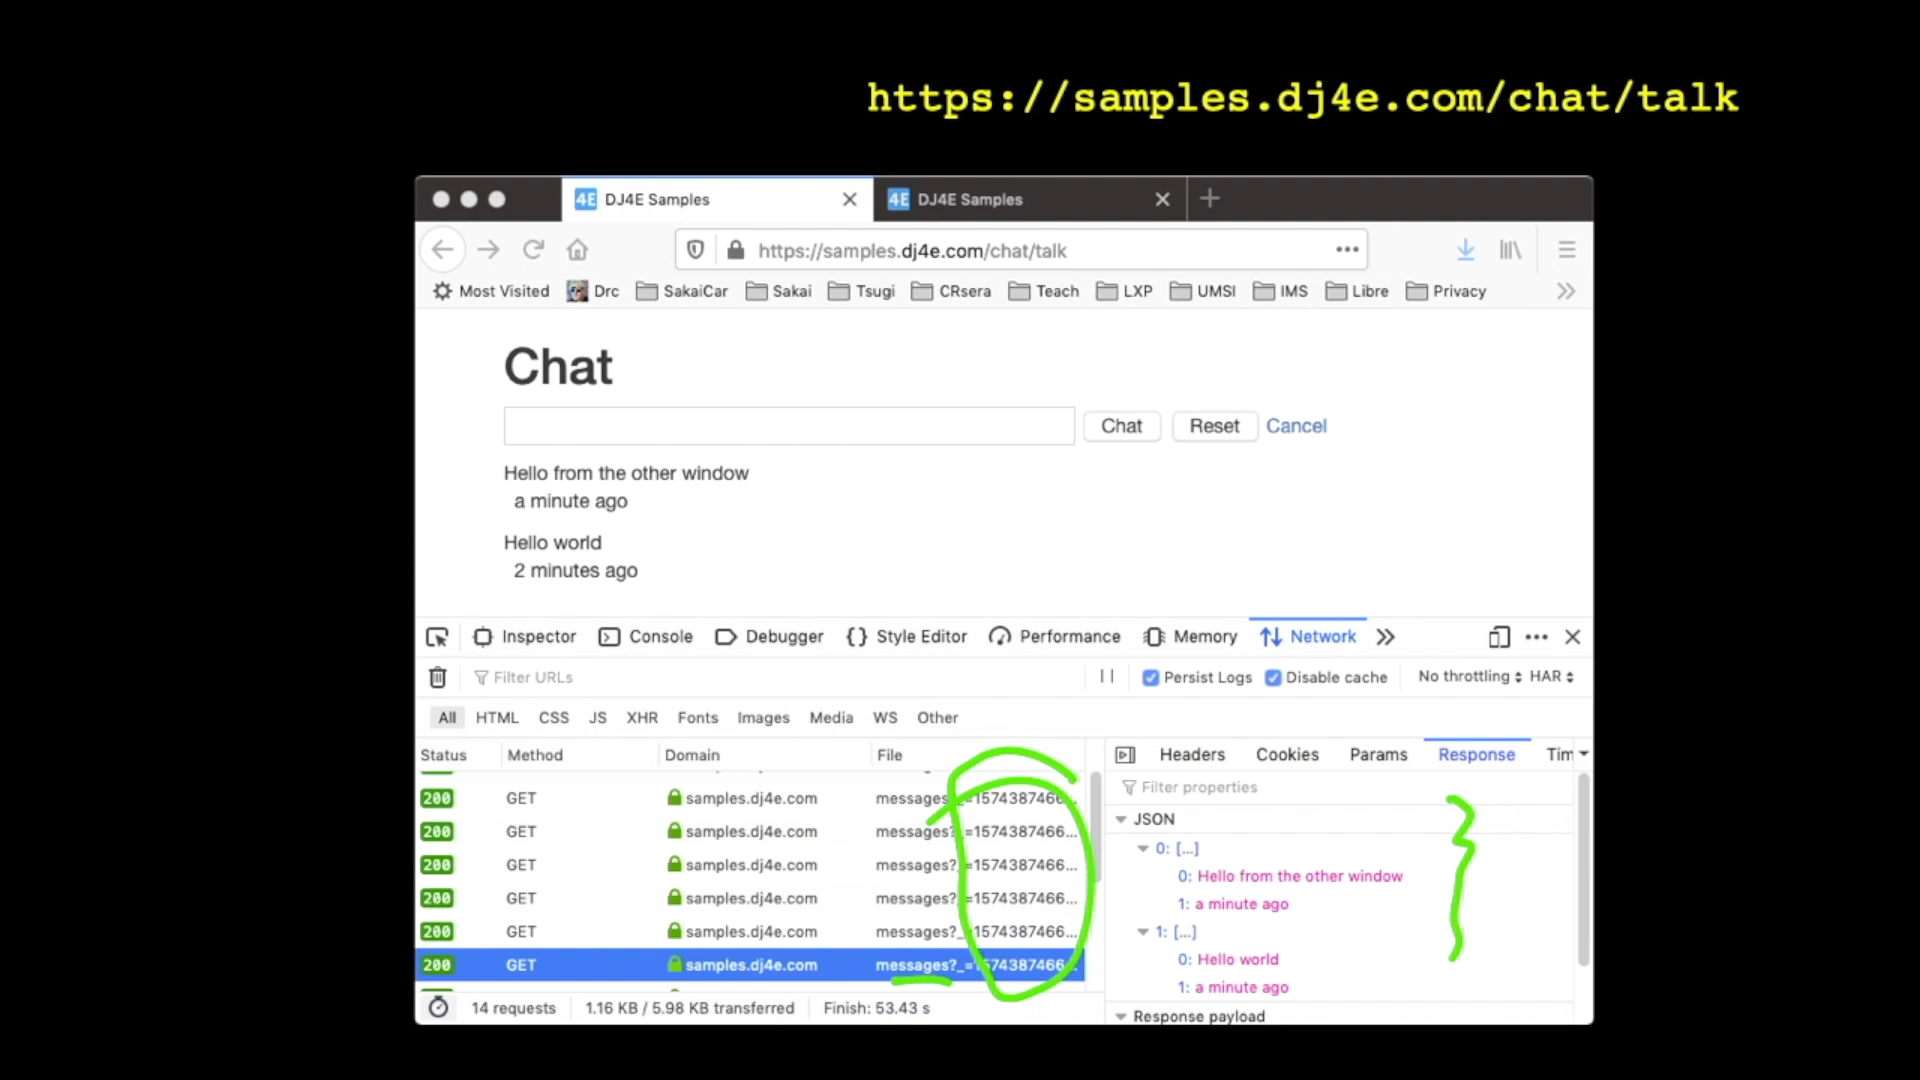 https://samples.dj4e.com/chat/talk
4E DJ4E Samples
4E DJ4E Samples
https://samples.dj4e.com/chat/talk
Most Visited Drc SakaiCar Sakai Tsugi CRsera Teach LXP UMSI IMS Libre Privacy
Chat
Chat Reset Cancel
Hello from the other window
a minute ago
Hello world
2 minutes ago
Inspector Console Debugger Style Editor Performance Memory Network
Filter URLs Persist Logs Disable cache No throttling HAR
All HTML CSS JS XHR Fonts Images Media WS Other
Status Method Domain File
200 GET samples.dj4e.com messages?_=1574387466...
200 GET samples.dj4e.com messages?_=1574387466...
200 GET samples.dj4e.com messages?_=1574387466...
200 GET samples.dj4e.com messages?_=1574387466...
200 GET samples.dj4e.com messages?_=1574387466...
200 GET samples.dj4e.com messages?_=1574387466...
14 requests 1.16 KB / 5.98 KB transferred Finish: 53.43 s
Headers Cookies Params Response Tim
Filter properties
JSON
0: […]
0: Hello from the other window
1: a minute ago
1: […]
0: Hello world
1: a minute ago
Response payload